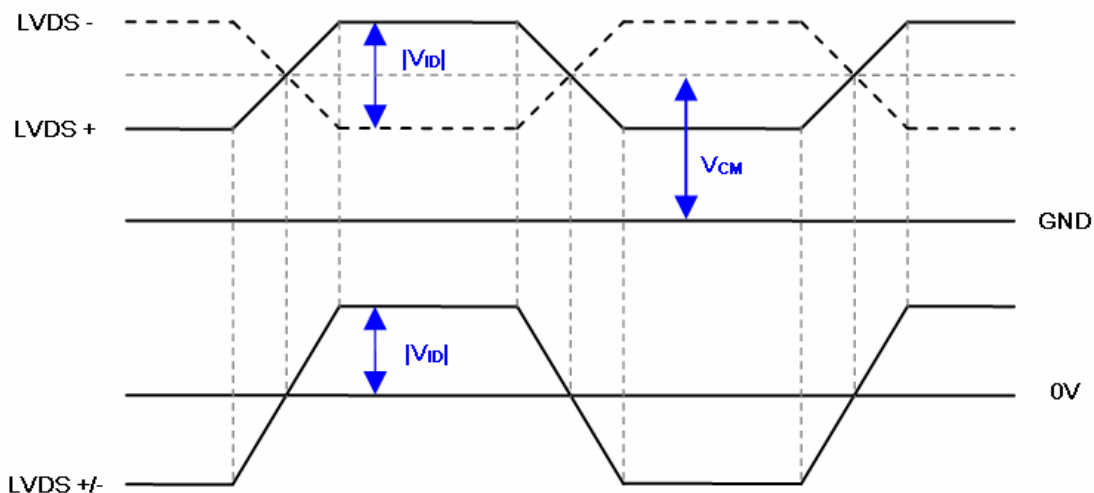 LVDS -
|VID|
LVDS +
VCM
GND
|VID|
0V
LVDS +/-